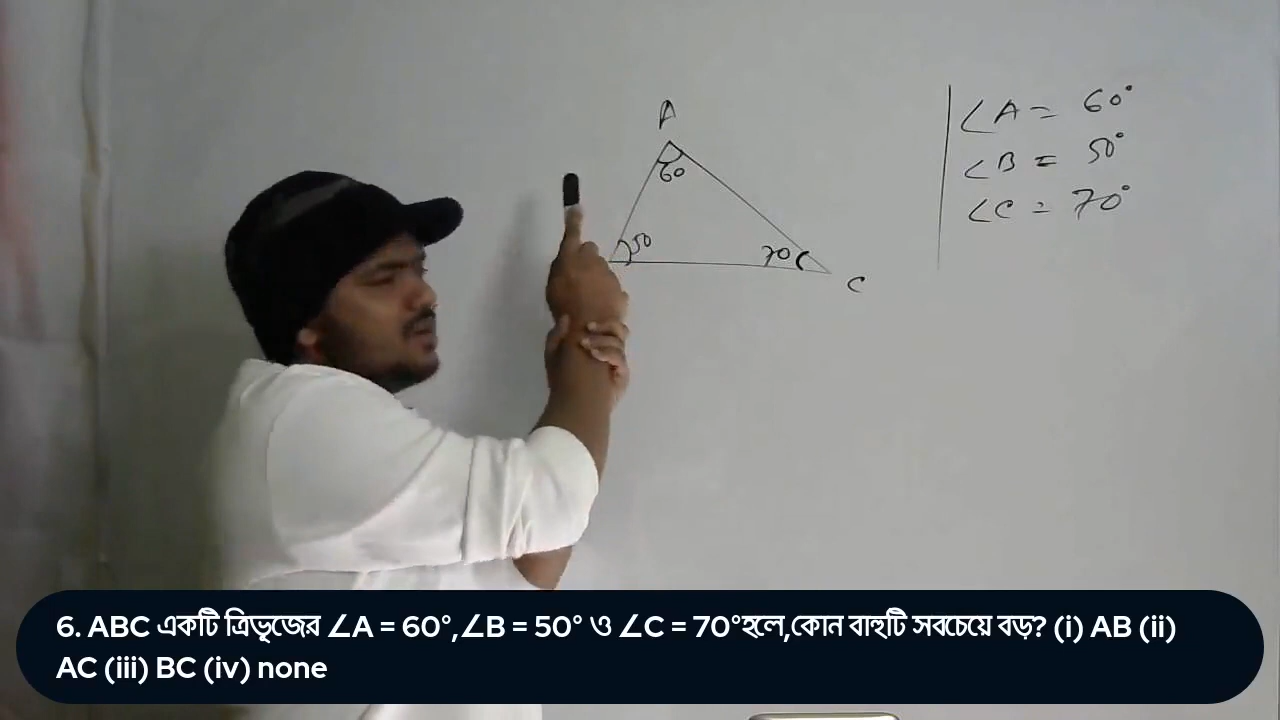 A
60
50
70
C
∠A = 60°
∠B = 50°
∠C = 70°
6. ABC একটি ত্রিভূজের ∠A = 60°,∠B = 50° ও ∠C = 70°হলে,কোন বাহুটি সবচেয়ে বড়? (i) AB (ii)
AC (iii) BC (iv) none